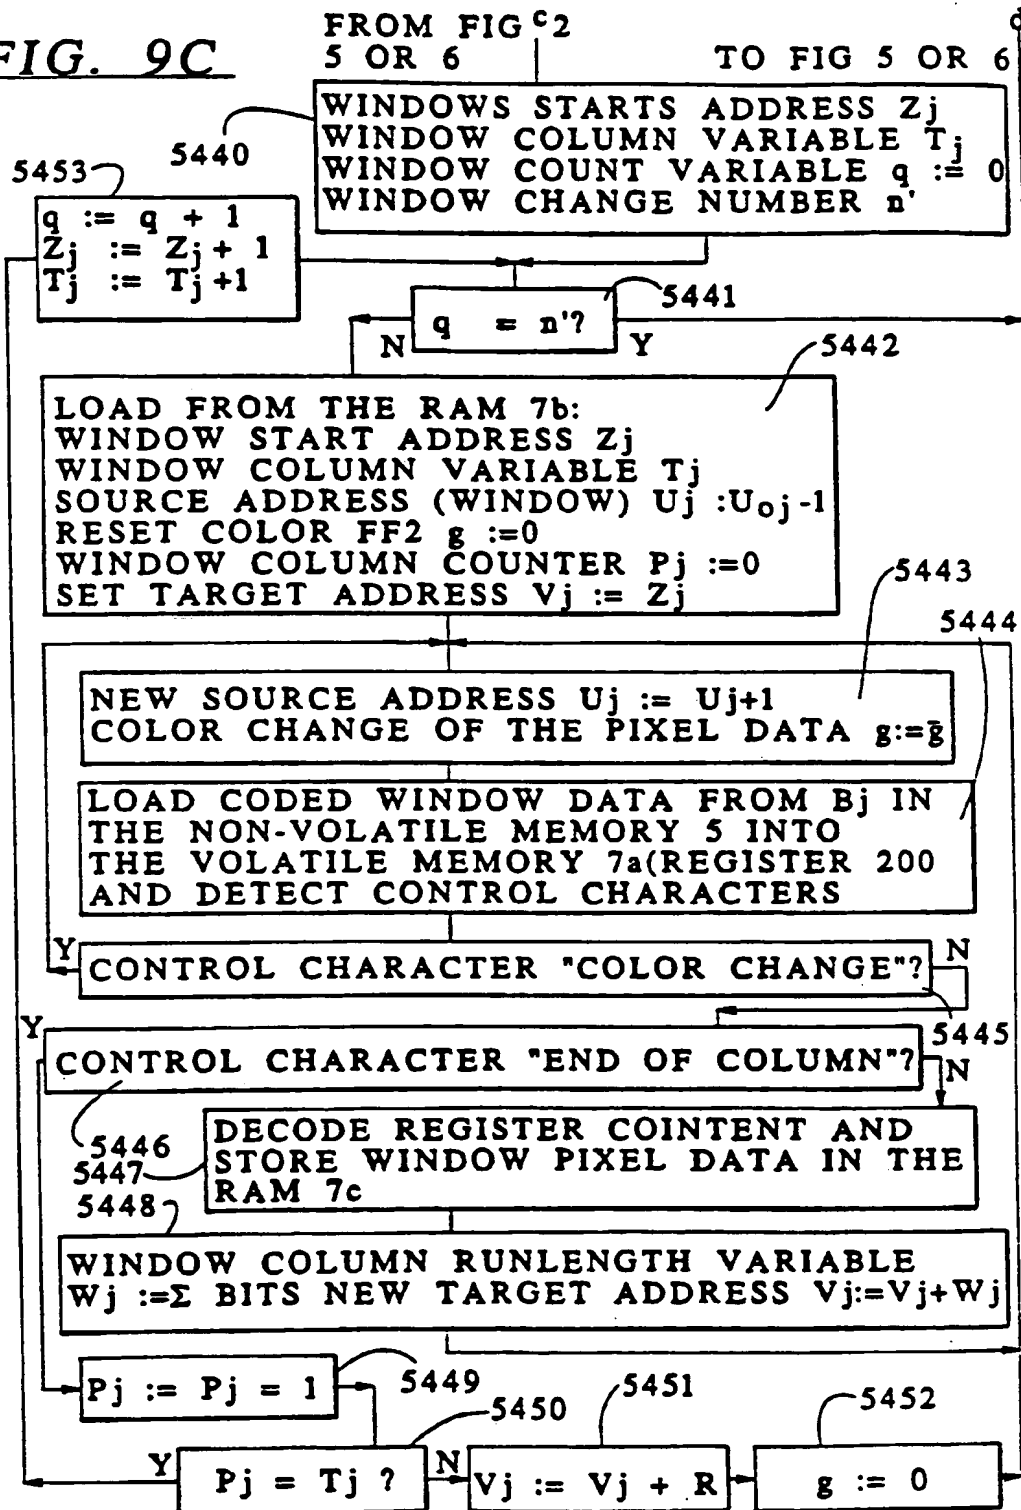 FIG. 9C
FROM FIG c2
5 OR 6
TO FIG 5 OR 6
d
5440
WINDOWS STARTS ADDRESS Zj
WINDOW COLUMN VARIABLE Tj
WINDOW COUNT VARIABLE q := 0
WINDOW CHANGE NUMBER n'
5453
q := q + 1
Zj := Zj + 1
Tj := Tj +1
5441
q = n'?
N
Y
5442
LOAD FROM THE RAM 7b:
WINDOW START ADDRESS Zj
WINDOW COLUMN VARIABLE Tj
SOURCE ADDRESS (WINDOW) Uj :Uoj-1
RESET COLOR FF2 g :=0
WINDOW COLUMN COUNTER Pj :=0
SET TARGET ADDRESS Vj := Zj
5443
5444
NEW SOURCE ADDRESS Uj := Uj+1
COLOR CHANGE OF THE PIXEL DATA g:=g̅
LOAD CODED WINDOW DATA FROM Bj IN
THE NON-VOLATILE MEMORY 5 INTO
THE VOLATILE MEMORY 7a(REGISTER 200
AND DETECT CONTROL CHARACTERS
Y
CONTROL CHARACTER "COLOR CHANGE"?
N
5445
Y
CONTROL CHARACTER "END OF COLUMN"?
N
5446
5447
DECODE REGISTER COINTENT AND
STORE WINDOW PIXEL DATA IN THE
RAM 7c
5448
WINDOW COLUMN RUNLENGTH VARIABLE
Wj :=Σ BITS NEW TARGET ADDRESS Vj:=Vj+Wj
Pj := Pj = 1
5449
5450
5451
5452
Y
Pj = Tj ?
N
Vj := Vj + R
g := 0